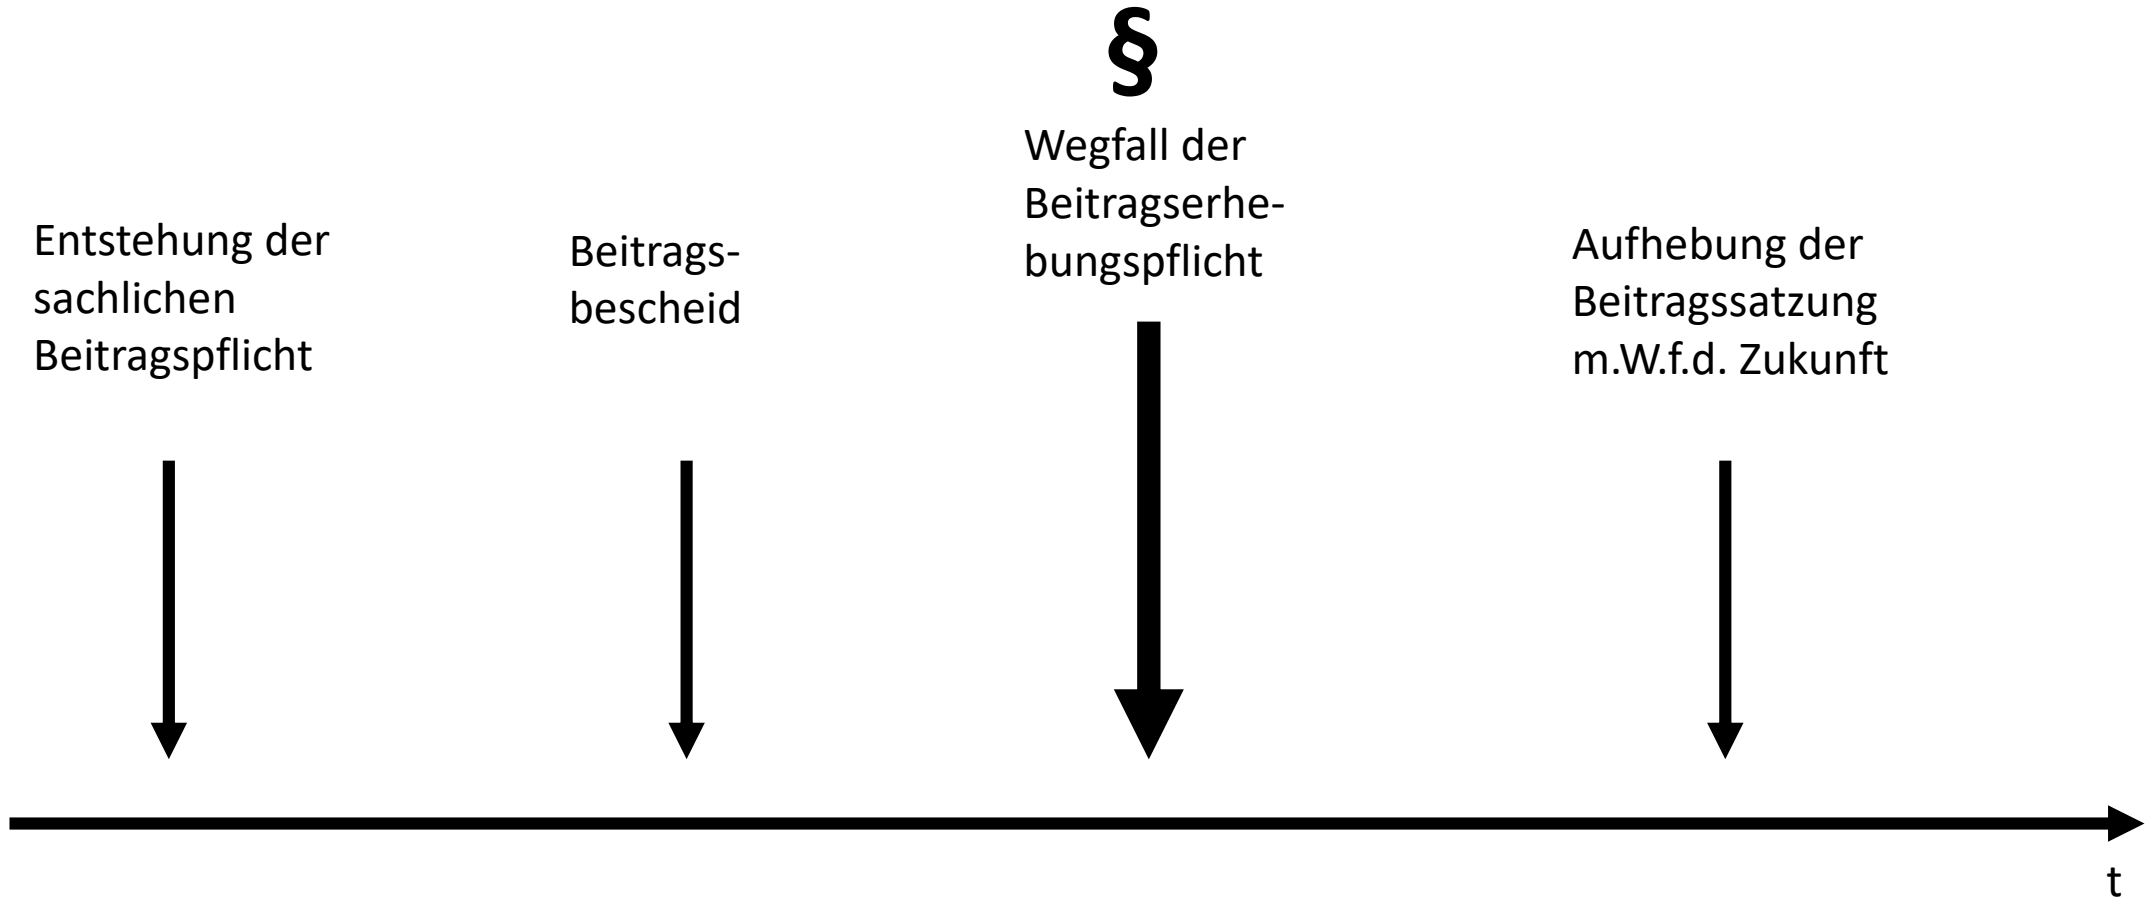 §
Entstehung der
sachlichen
Beitragspflicht
Beitrags-
bescheid
Wegfall der
Beitragserhe-
bungspflicht
Aufhebung der
Beitragssatzung
m.W.f.d. Zukunft
t